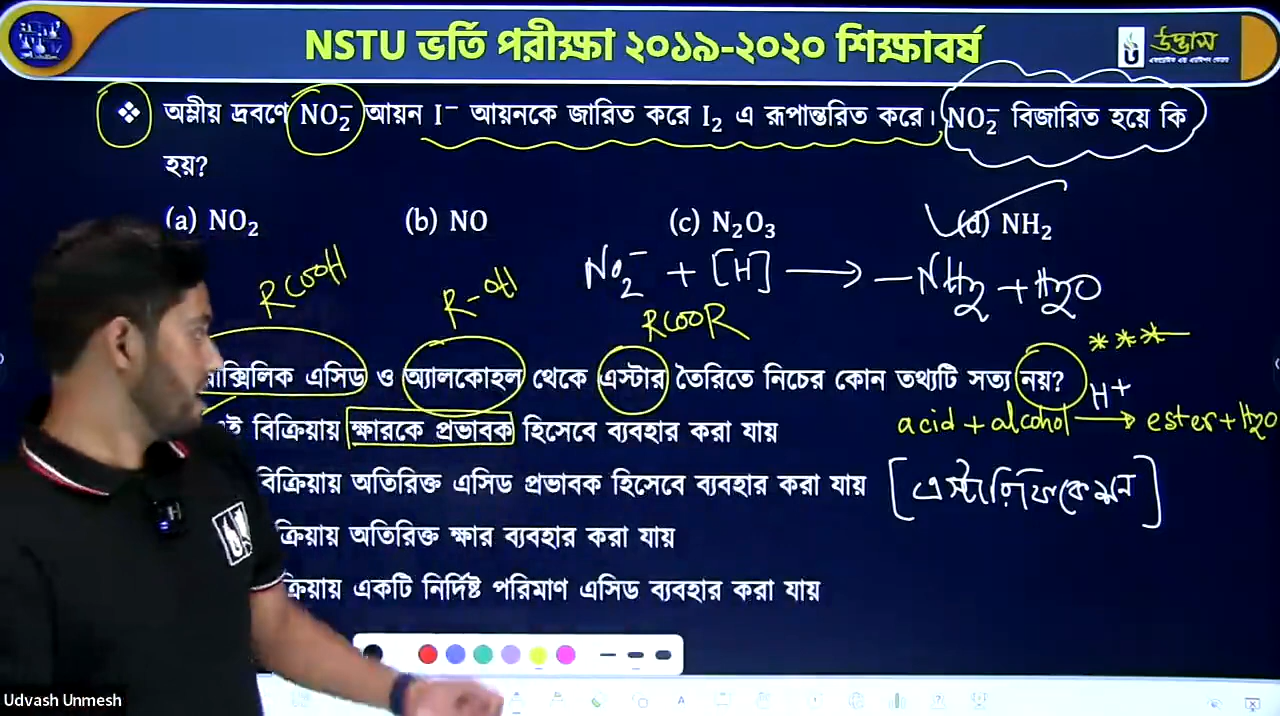 NSTU ভর্তি পরীক্ষা ২০১৯-২০২০ শিক্ষাবর্ষ
উদ্ভাস
❖ অম্লীয় দ্রবণে NO₂⁻ আয়ন I⁻ আয়নকে জারিত করে I₂ এ রূপান্তরিত করে। NO₂⁻ বিজারিত হয়ে কি
হয়?
(a) NO₂ (b) NO (c) N₂O₃ (d) NH₂
NO₂⁻ + [H] ⟶ –NH₂ + H₂O
RCOOH R-OH RCOOR
***
এসিড ও অ্যালকোহল থেকে এস্টার তৈরিতে নিচের কোন তথ্যটি সত্য নয়?
H⁺
acid + alcohol ⟶ ester + H₂O
বিক্রিয়ায় ক্ষারকে প্রভাবক হিসেবে ব্যবহার করা যায়
বিক্রিয়ায় অতিরিক্ত এসিড প্রভাবক হিসেবে ব্যবহার করা যায় [এস্টারিফিকেশন]
ক্রিয়ায় অতিরিক্ত ক্ষার ব্যবহার করা যায়
ক্রিয়ায় একটি নির্দিষ্ট পরিমাণ এসিড ব্যবহার করা যায়
Udvash Unmesh